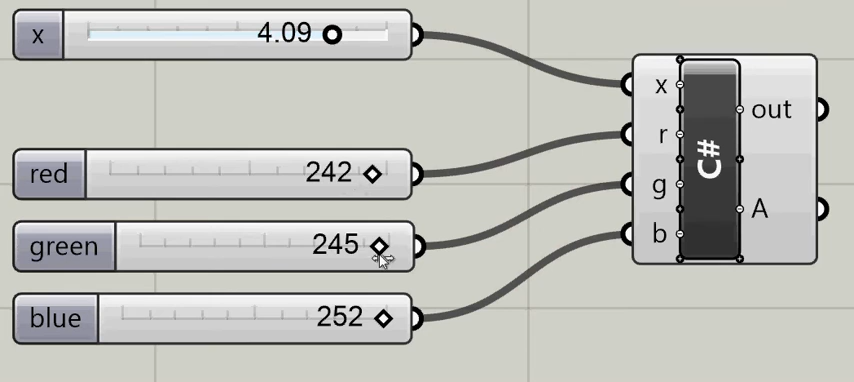 x 4.09
red 242
green 245
blue 252
x
r
g
b
C#
out
A